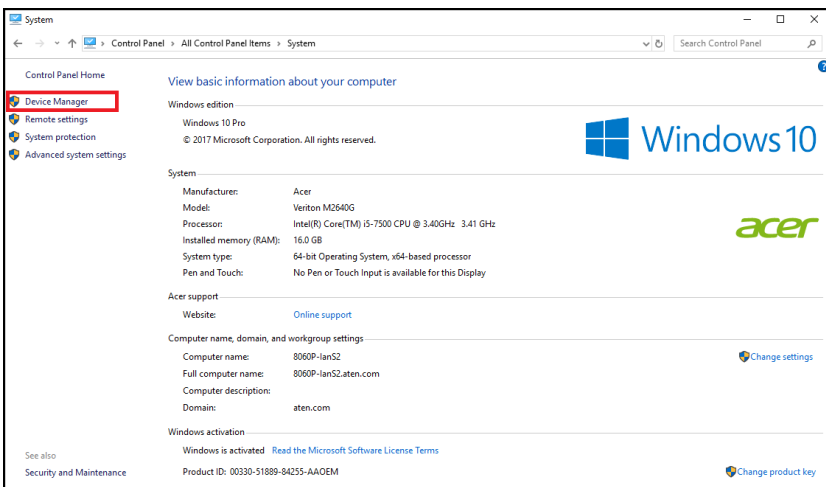 System
Control Panel > All Control Panel Items > System
Search Control Panel
Control Panel Home
Device Manager
Remote settings
System protection
Advanced system settings
See also
Security and Maintenance
View basic information about your computer
Windows edition
Windows 10 Pro
© 2017 Microsoft Corporation. All rights reserved.
Windows 10
System
Manufacturer: Acer
Model: Veriton M2640G
Processor: Intel(R) Core(TM) i5-7500 CPU @ 3.40GHz 3.41 GHz
Installed memory (RAM): 16.0 GB
System type: 64-bit Operating System, x64-based processor
Pen and Touch: No Pen or Touch Input is available for this Display
acer
Acer support
Website: Online support
Computer name, domain, and workgroup settings
Computer name: 8060P-IanS2
Change settings
Full computer name: 8060P-IanS2.aten.com
Computer description:
Domain: aten.com
Windows activation
Windows is activated Read the Microsoft Software License Terms
Product ID: 00330-51889-84255-AAOEM
Change product key